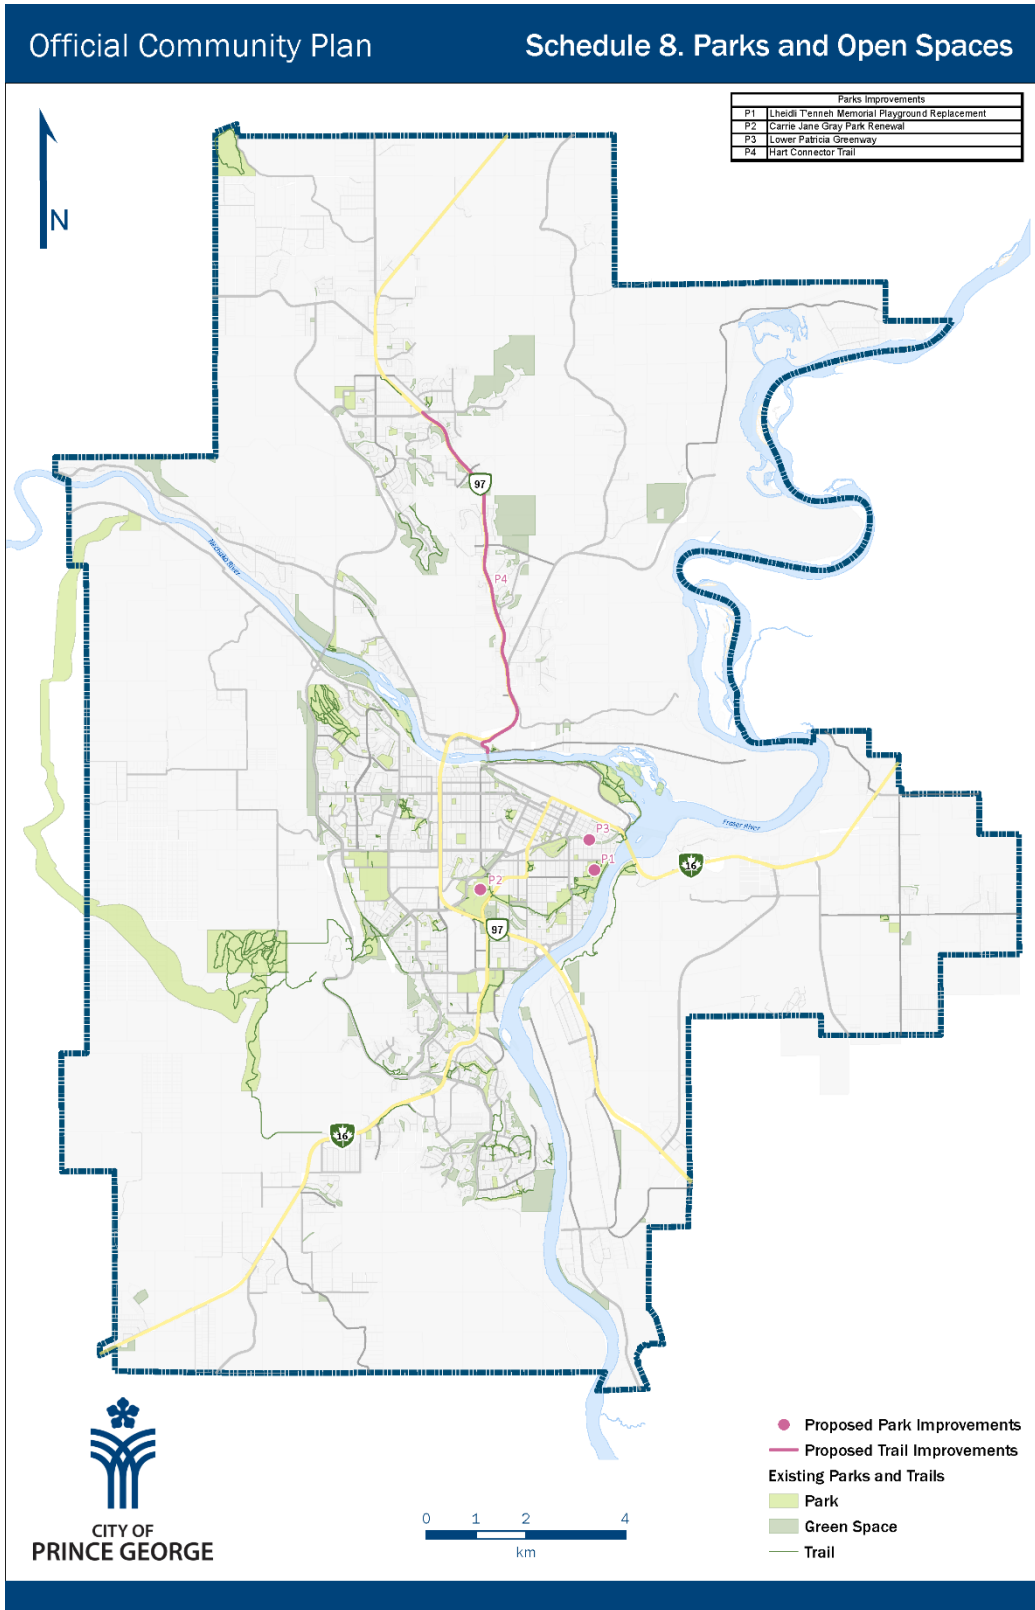 Official Community Plan
Schedule 8. Parks and Open Spaces
Parks Improvements
P1 Lheidli T'enneh Memorial Playground Replacement
P2 Carrie Jane Gray Park Renewal
P3 Lower Patricia Greenway
P4 Hart Connector Trail
N
97
Nechako River
P4
P3
Fraser River
P1
16
P2
97
16
Proposed Park Improvements
Proposed Trail Improvements
Existing Parks and Trails
Park
Green Space
Trail
0 1 2 4
km
CITY OF
PRINCE GEORGE